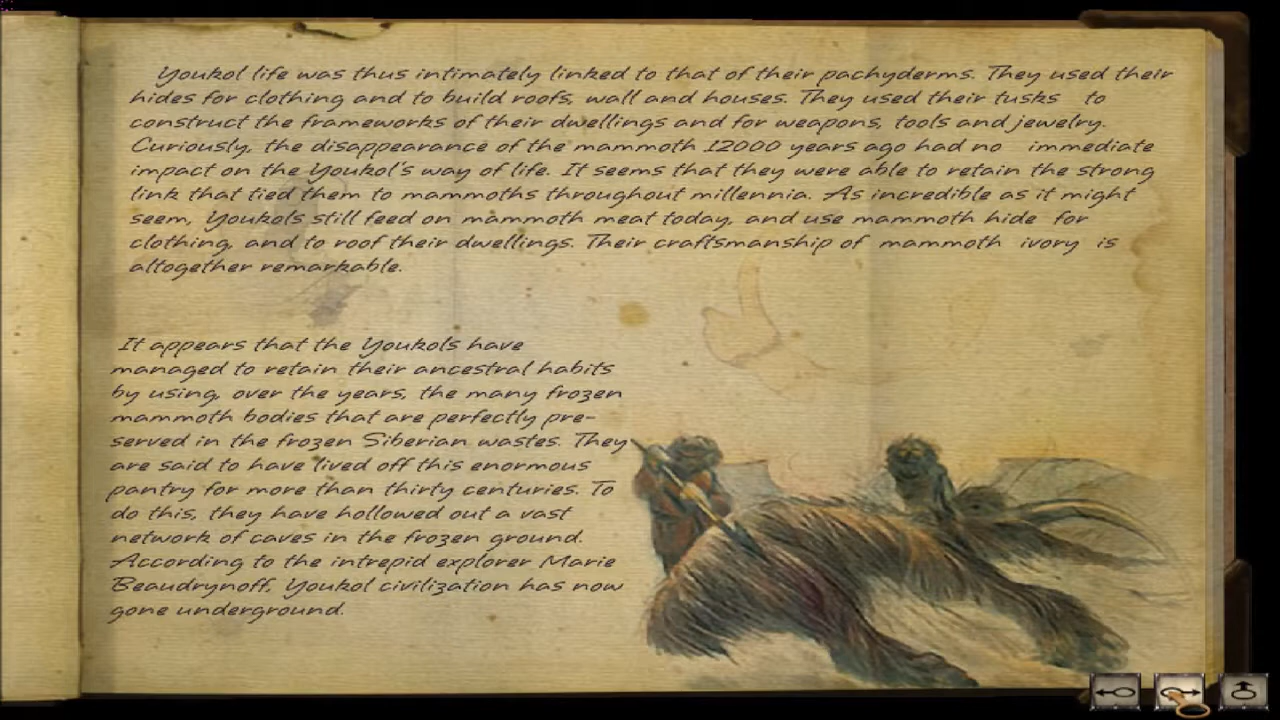 Youkol life was thus intimately linked to that of their pachyderms. They used their
hides for clothing and to build roofs, wall and houses. They used their tusks to
construct the frameworks of their dwellings and for weapons, tools and jewelry.
Curiously, the disappearance of the mammoth 12000 years ago had no immediate
impact on the Youkol's way of life. It seems that they were able to retain the strong
link that tied them to mammoths throughout millennia. As incredible as it might
seem, Youkols still feed on mammoth meat today, and use mammoth hide for
clothing, and to roof their dwellings. Their craftsmanship of mammoth ivory is
altogether remarkable.
It appears that the Youkols have
managed to retain their ancestral habits
by using, over the years, the many frozen
mammoth bodies that are perfectly pre-
served in the frozen Siberian wastes. They
are said to have lived off this enormous
pantry for more than thirty centuries. To
do this, they have hollowed out a vast
network of caves in the frozen ground.
According to the intrepid explorer Marie
Beaudrynoff, Youkol civilization has now
gone underground.